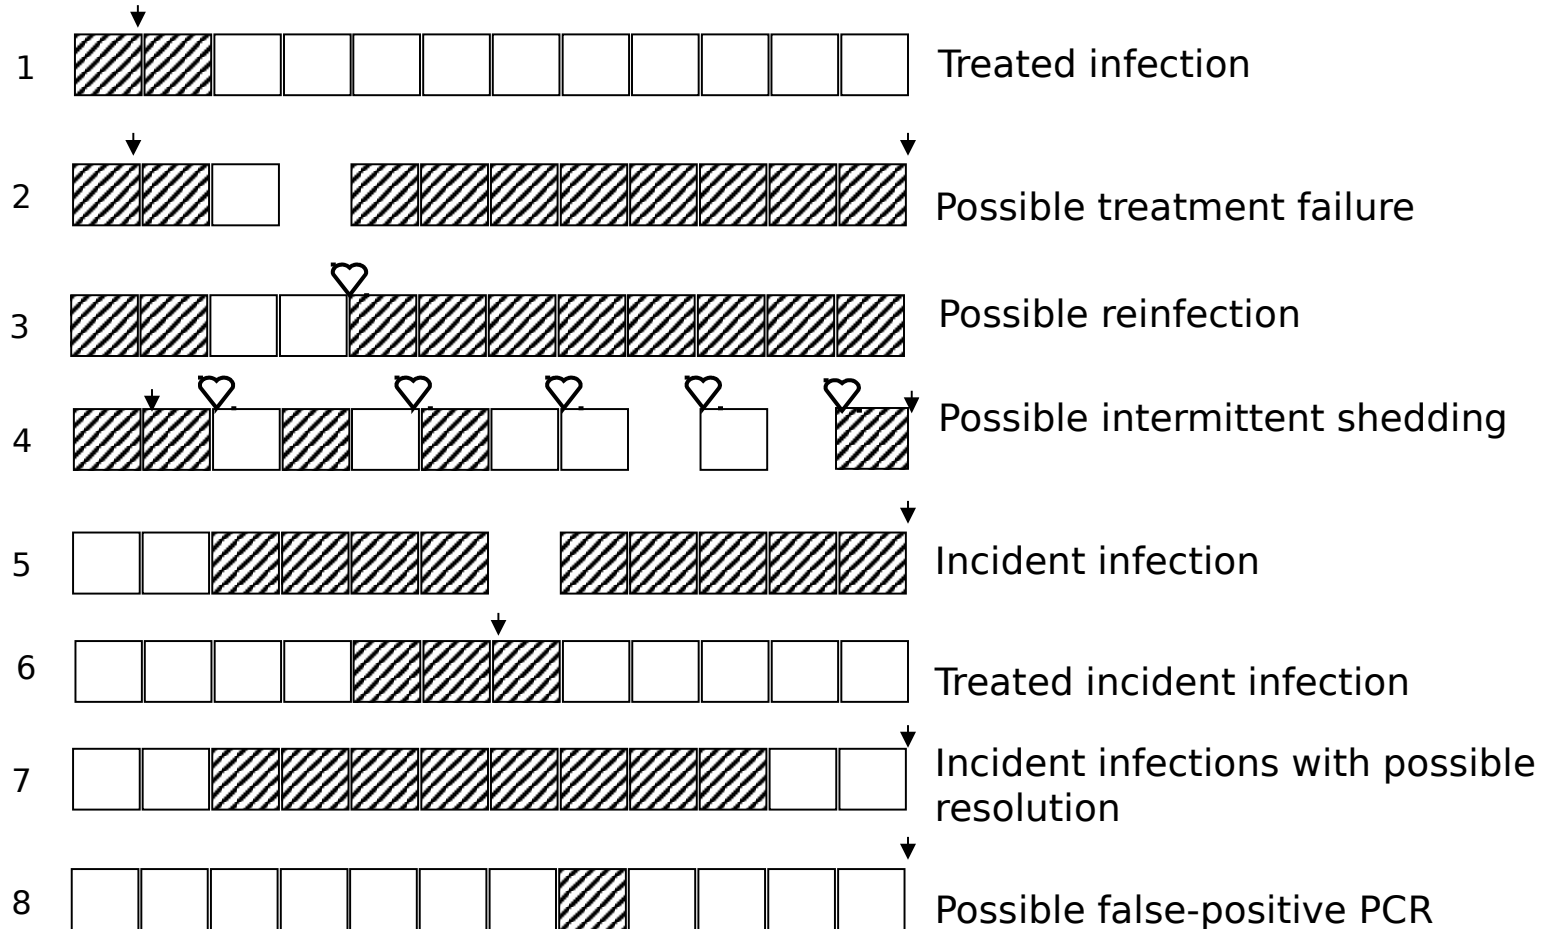 1 Treated infection
2 Possible treatment failure
3 Possible reinfection
4 Possible intermittent shedding
5 Incident infection
6 Treated incident infection
7 Incident infections with possible
resolution
8 Possible false-positive PCR